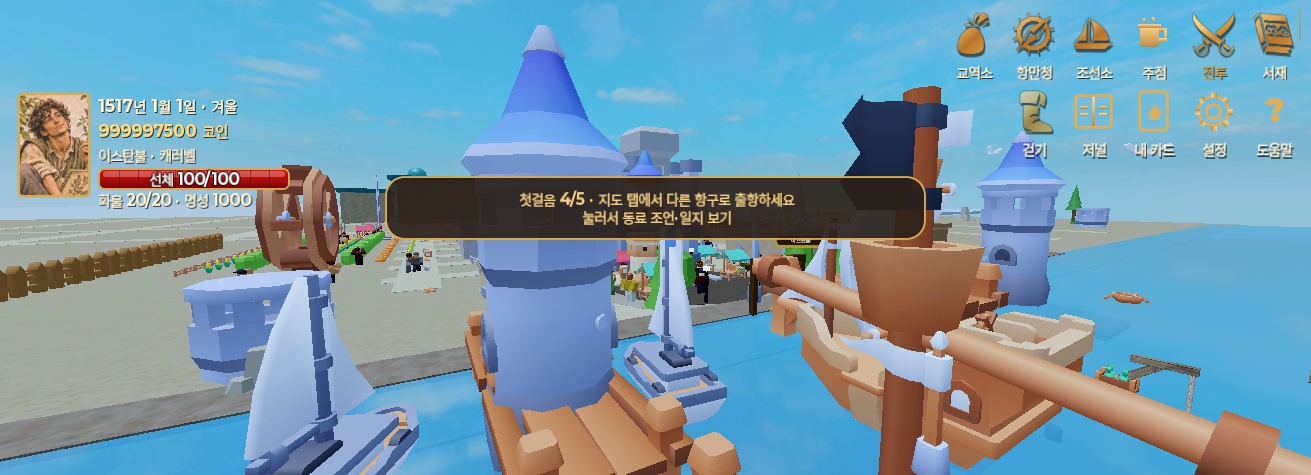 1517년 1월 1일 · 겨울
999997500 코인
이스탄불 · 캐러벨
선체 100/100
화물 20/20 · 명성 1000
첫걸음 4/5 · 지도 탭에서 다른 항구로 출항하세요
눌러서 동료 조언·일지 보기
교역소
항만청
조선소
주점
전투
서재
걷기
저널
내 카드
설정
도움말